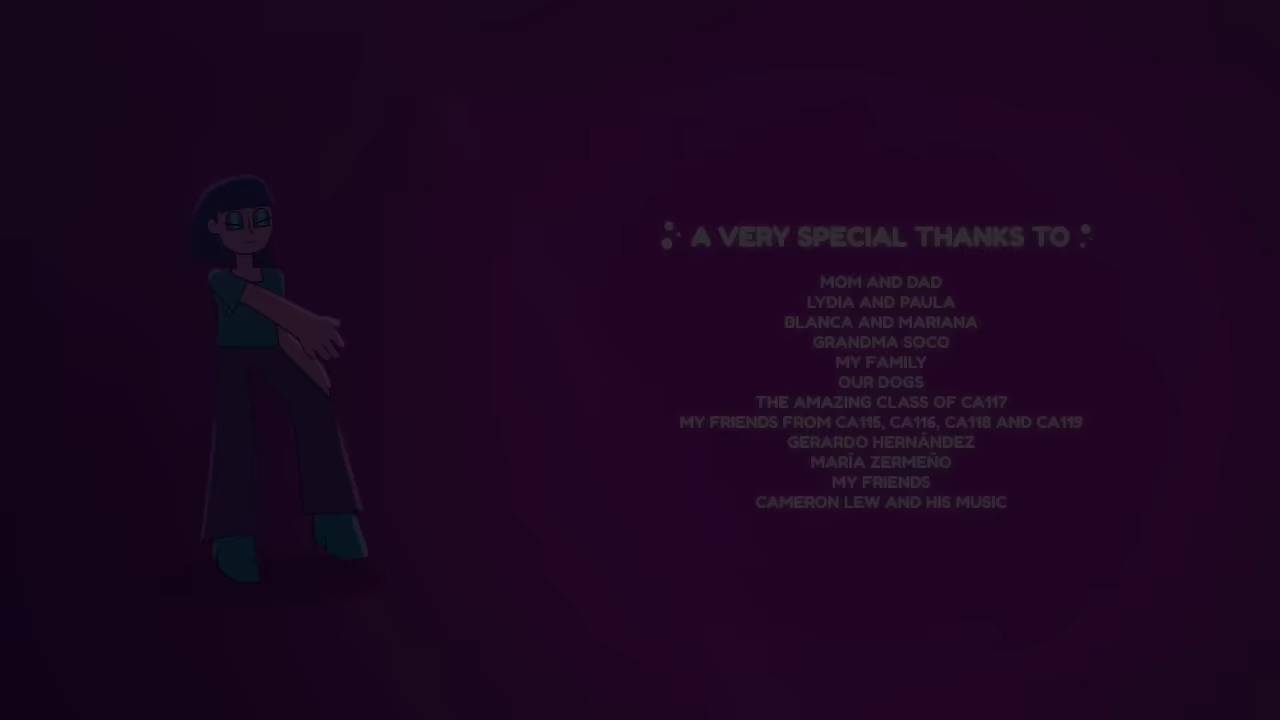 A VERY SPECIAL THANKS TO
MOM AND DAD
LYDIA AND PAULA
BLANCA AND MARIANA
GRANDMA SOCO
MY FAMILY
OUR DOGS
THE AMAZING CLASS OF CA117
MY FRIENDS FROM CA115, CA116, CA118 AND CA119
GERARDO HERNÁNDEZ
MARÍA ZERMEÑO
MY FRIENDS
CAMERON LEW AND HIS MUSIC